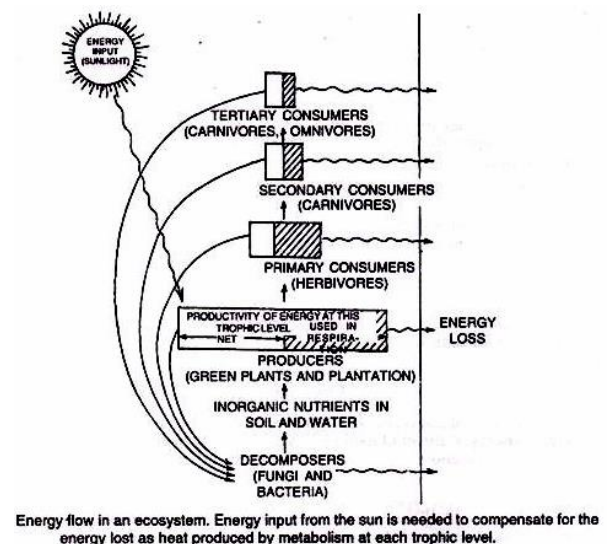 ENERGY
INPUT
(SUNLIGHT)
TERTIARY CONSUMERS
(CARNIVORES, OMNIVORES)
SECONDARY CONSUMERS
(CARNIVORES)
PRIMARY CONSUMERS
(HERBIVORES)
PRODUCTIVITY OF ENERGY AT THIS
TROPHIC LEVEL
NET
USED IN
RESPIRA-
TION
ENERGY
LOSS
PRODUCERS
(GREEN PLANTS AND PLANTATION)
INORGANIC NUTRIENTS IN
SOIL AND WATER
DECOMPOSERS
(FUNGI AND
BACTERIA)
Energy flow in an ecosystem. Energy input from the sun is needed to compensate for the
energy lost as heat produced by metabolism at each trophic level.